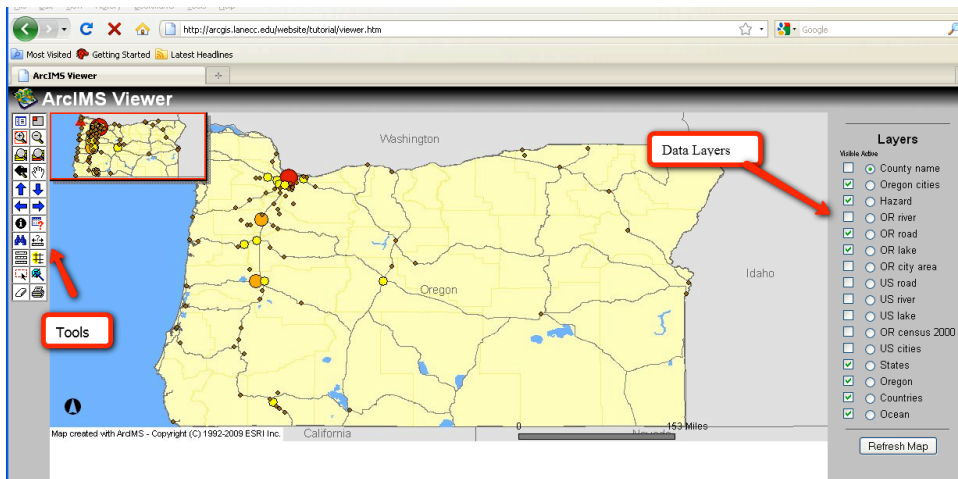 http://arcgis.lanecc.edu/website/tutorial/viewer.htm
Google
Most Visited
Getting Started
Latest Headlines
ArcIMS Viewer
ArcIMS Viewer
Washington
Data Layers
Layers
Visible Active
County name
Oregon cities
Hazard
OR river
OR road
OR lake
OR city area
US road
US river
US lake
OR census 2000
US cities
States
Oregon
Countries
Ocean
Refresh Map
Idaho
Oregon
Tools
Map created with ArcIMS - Copyright (C) 1992-2009 ESRI Inc.
California
0
153 Miles
Nevada